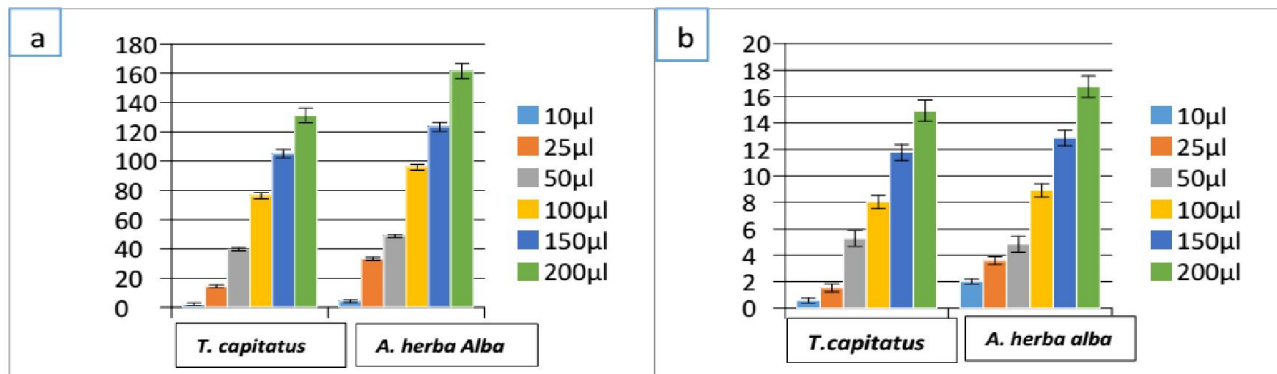 a
180
160
140
120
100
80
60
40
20
0
T. capitatus
A. herba Alba
10µl
25µl
50µl
100µl
150µl
200µl
b
20
18
16
14
12
10
8
6
4
2
0
T.capitatus
A. herba alba
10µl
25µl
50µl
100µl
150µl
200µl